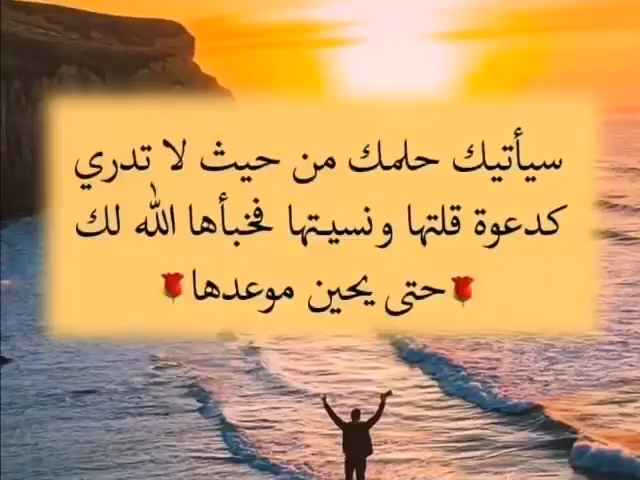 سيأتيك حلمك من حيث لا تدري
كدعوة قلتها ونسيتها فخبأها الله لك
🌹حتى يحين موعدها🌹